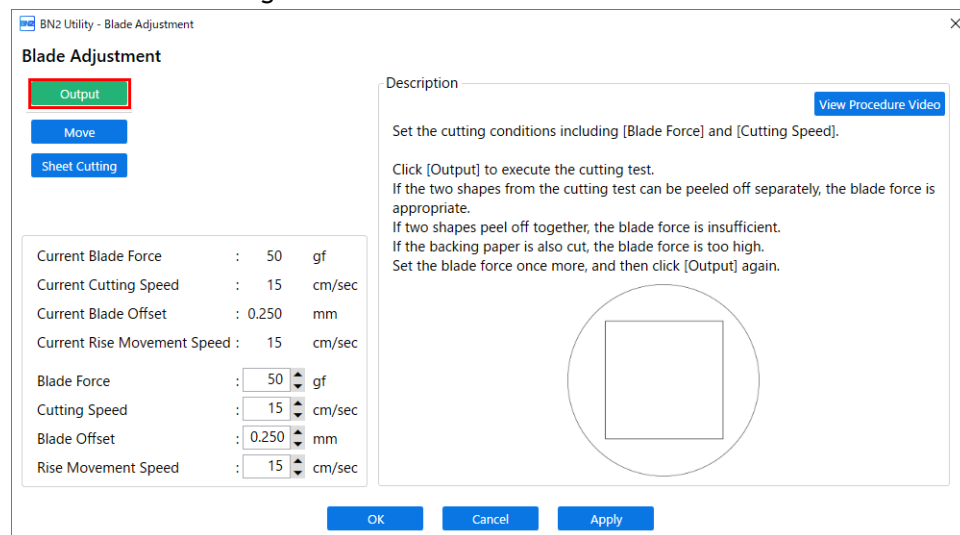 BN2 BN2 Utility - Blade Adjustment
Blade Adjustment
Output
Move
Sheet Cutting
Current Blade Force : 50 gf
Current Cutting Speed : 15 cm/sec
Current Blade Offset : 0.250 mm
Current Rise Movement Speed : 15 cm/sec
Blade Force : 50 gf
Cutting Speed : 15 cm/sec
Blade Offset : 0.250 mm
Rise Movement Speed : 15 cm/sec
Description
View Procedure Video
Set the cutting conditions including [Blade Force] and [Cutting Speed].
Click [Output] to execute the cutting test.
If the two shapes from the cutting test can be peeled off separately, the blade force is
appropriate.
If two shapes peel off together, the blade force is insufficient.
If the backing paper is also cut, the blade force is too high.
Set the blade force once more, and then click [Output] again.
OK Cancel Apply